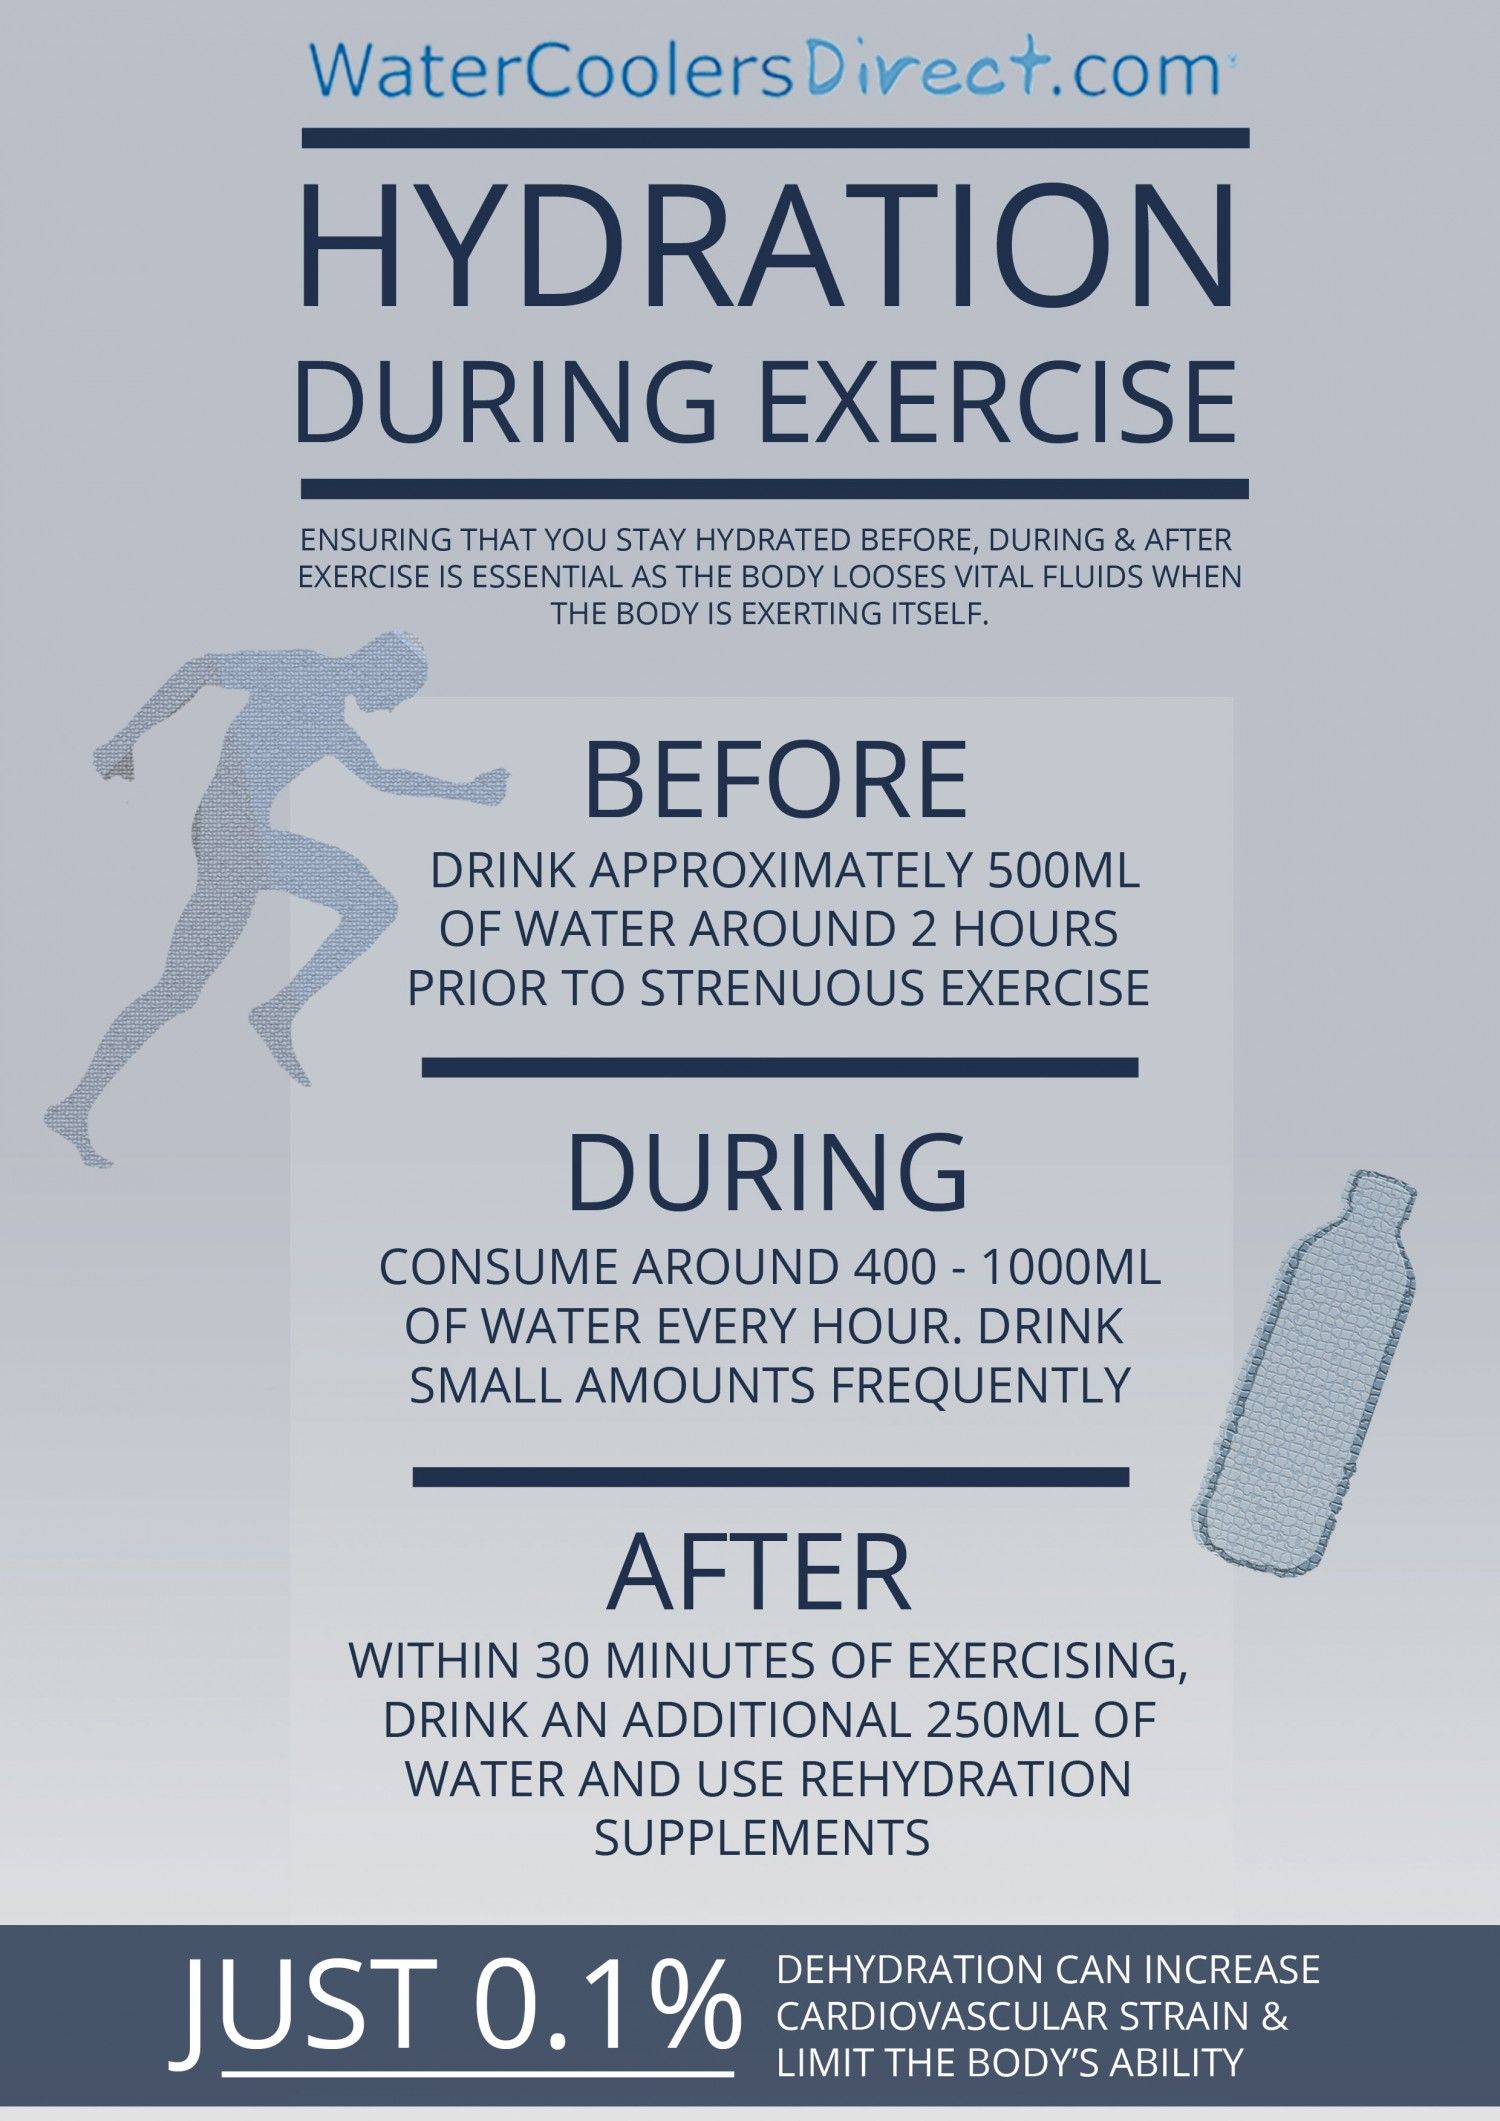 WaterCoolersDirect.com
HYDRATION
DURING EXERCISE
ENSURING THAT YOU STAY HYDRATED BEFORE, DURING & AFTER
EXERCISE IS ESSENTIAL AS THE BODY LOOSES VITAL FLUIDS WHEN
THE BODY IS EXERTING ITSELF.
BEFORE
DRINK APPROXIMATELY 500ML
OF WATER AROUND 2 HOURS
PRIOR TO STRENUOUS EXERCISE
DURING
CONSUME AROUND 400 - 1000ML
OF WATER EVERY HOUR. DRINK
SMALL AMOUNTS FREQUENTLY
AFTER
WITHIN 30 MINUTES OF EXERCISING,
DRINK AN ADDITIONAL 250ML OF
WATER AND USE REHYDRATION
SUPPLEMENTS
JUST 0.1%
DEHYDRATION CAN INCREASE
CARDIOVASCULAR STRAIN &
LIMIT THE BODY'S ABILITY